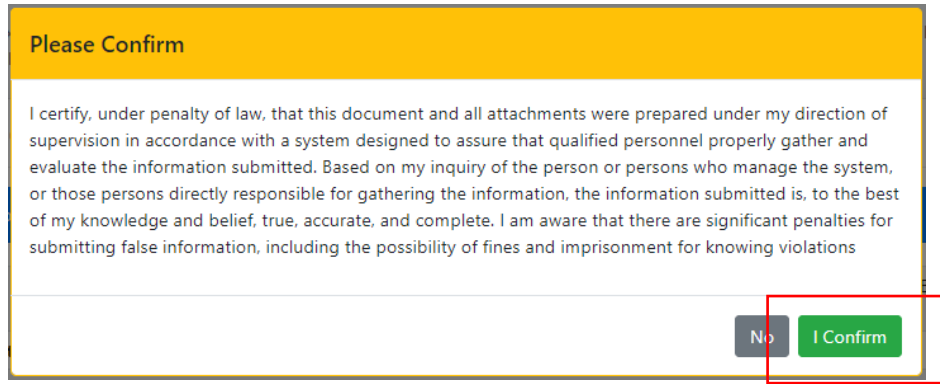 Please Confirm
I certify, under penalty of law, that this document and all attachments were prepared under my direction of
supervision in accordance with a system designed to assure that qualified personnel properly gather and
evaluate the information submitted. Based on my inquiry of the person or persons who manage the system,
or those persons directly responsible for gathering the information, the information submitted is, to the best
of my knowledge and belief, true, accurate, and complete. I am aware that there are significant penalties for
submitting false information, including the possibility of fines and imprisonment for knowing violations
No I Confirm